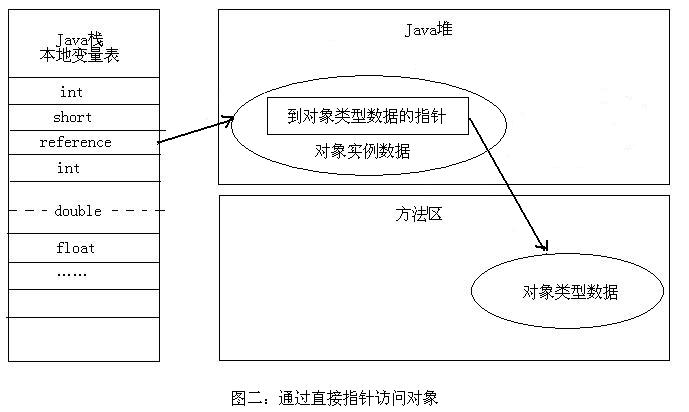 Java栈
本地变量表
int
short
reference
int
double
float
……
Java堆
到对象类型数据的指针
对象实例数据
方法区
对象类型数据
图二：通过直接指针访问对象